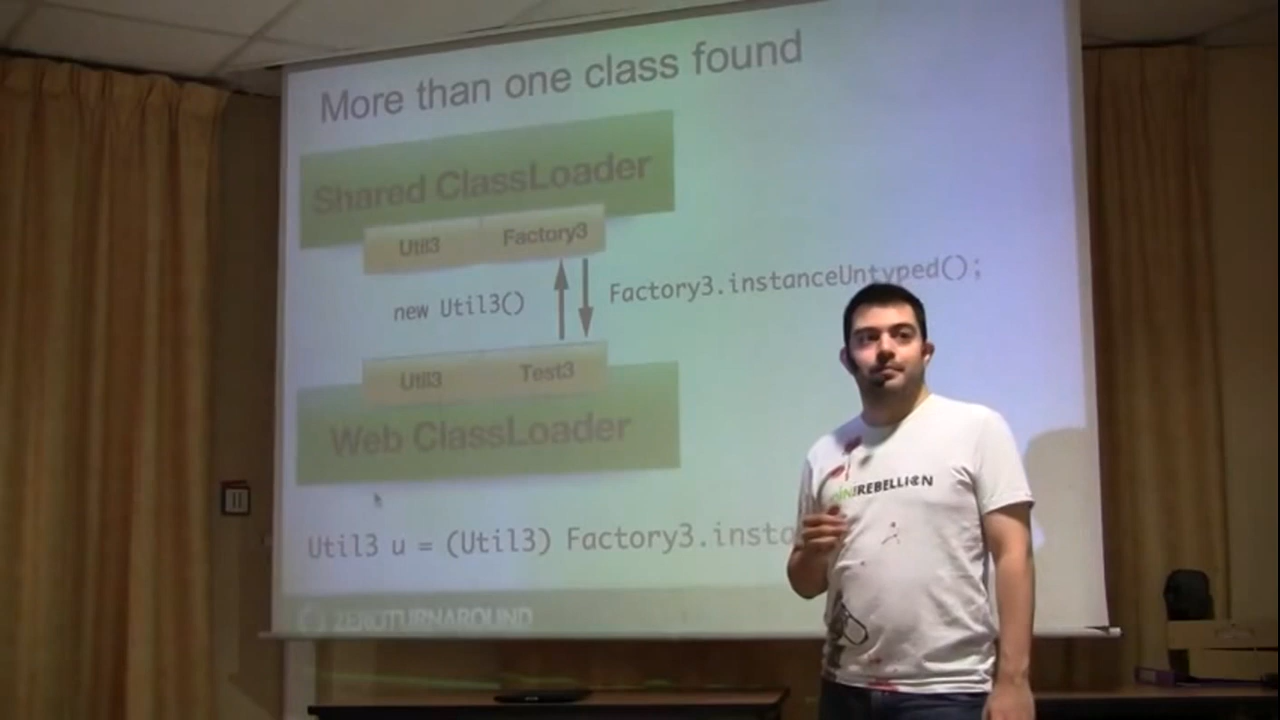 More than one class found
Shared ClassLoader
Util3 Factory3
new Util3()
Factory3.instanceUntyped();
Util3 Test3
Web ClassLoader
Util3 u = (Util3) Factory3.insta
ZEROTURNAROUND
REBELLION